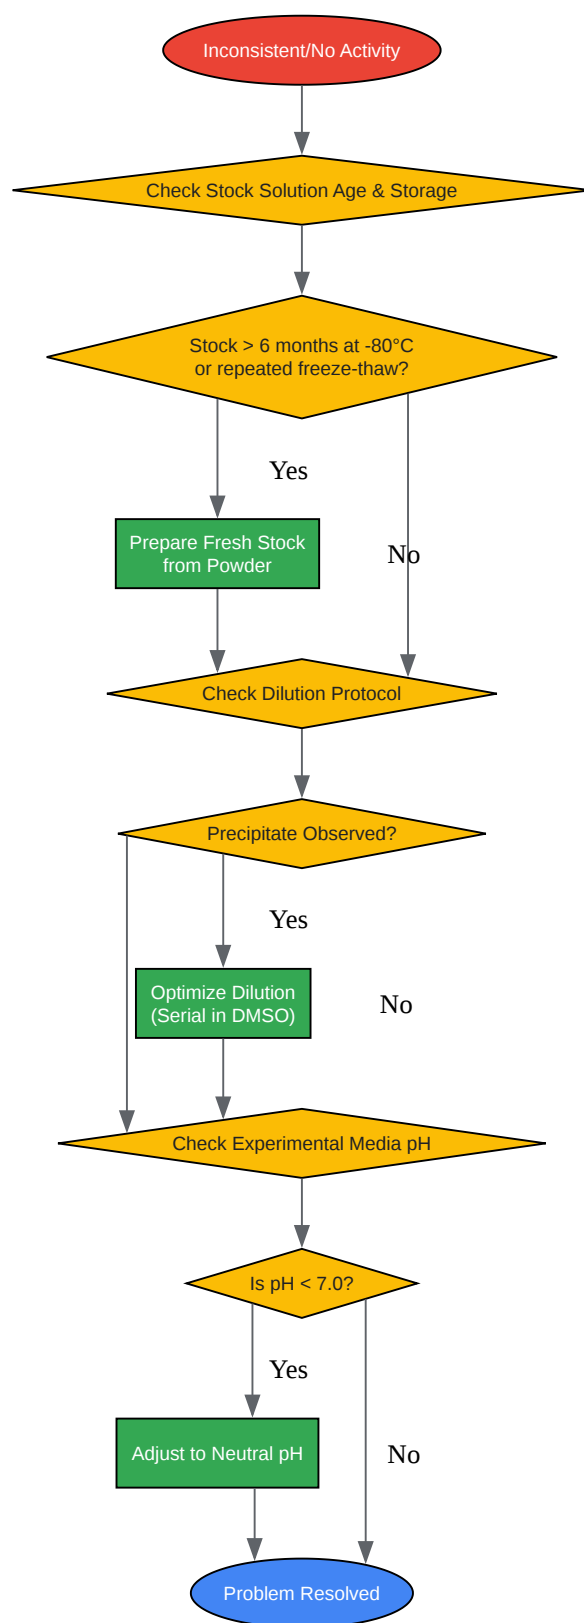 Inconsistent/No Activity
Check Stock Solution Age & Storage
Stock > 6 months at -80°C
or repeated freeze-thaw?
Yes
Prepare Fresh Stock
from Powder
No
Check Dilution Protocol
Precipitate Observed?
Yes
Optimize Dilution
(Serial in DMSO)
No
Check Experimental Media pH
Is pH < 7.0?
Yes
Adjust to Neutral pH
No
Problem Resolved